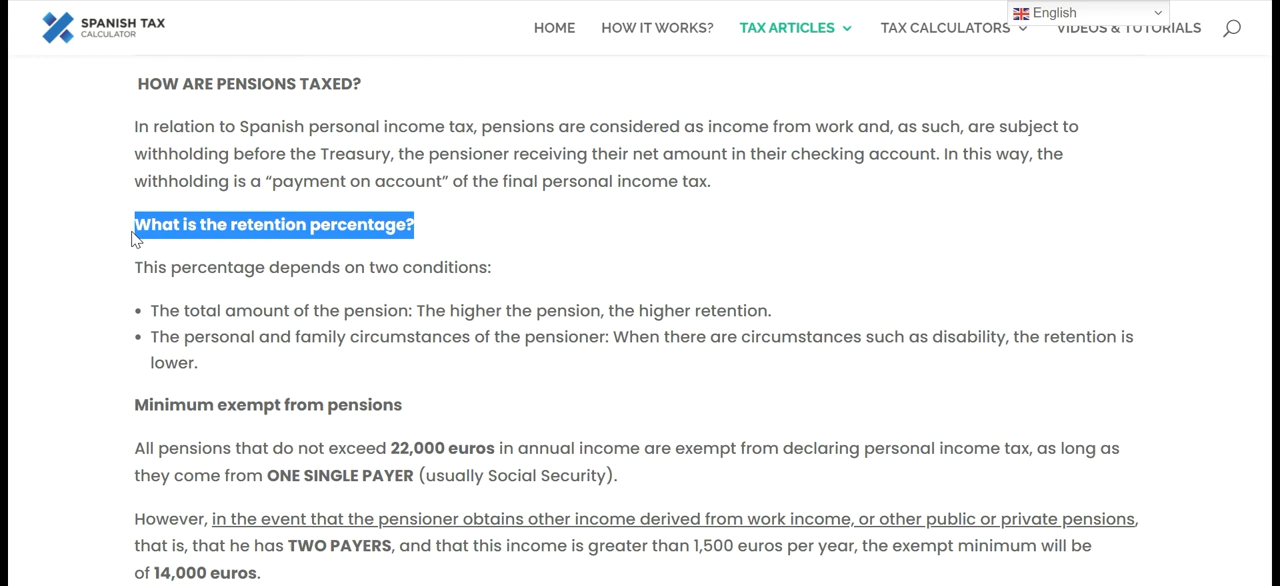 SPANISH TAX
CALCULATOR
HOME
HOW IT WORKS?
TAX ARTICLES
TAX CALCULATORS
VIDEOS & TUTORIALS
English
HOW ARE PENSIONS TAXED?
In relation to Spanish personal income tax, pensions are considered as income from work and, as such, are subject to
withholding before the Treasury, the pensioner receiving their net amount in their checking account. In this way, the
withholding is a “payment on account” of the final personal income tax.
What is the retention percentage?
This percentage depends on two conditions:
• The total amount of the pension: The higher the pension, the higher retention.
• The personal and family circumstances of the pensioner: When there are circumstances such as disability, the retention is
lower.
Minimum exempt from pensions
All pensions that do not exceed 22,000 euros in annual income are exempt from declaring personal income tax, as long as
they come from ONE SINGLE PAYER (usually Social Security).
However, in the event that the pensioner obtains other income derived from work income, or other public or private pensions,
that is, that he has TWO PAYERS, and that this income is greater than 1,500 euros per year, the exempt minimum will be
of 14,000 euros.